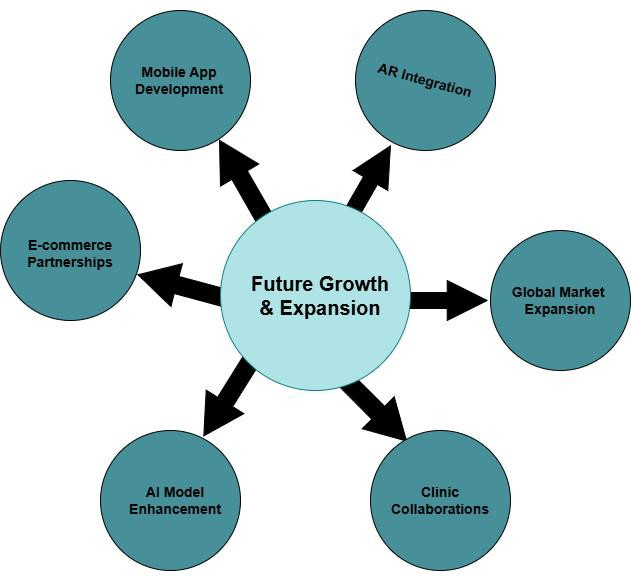 Mobile App
Development
AR Integration
E-commerce
Partnerships
Future Growth
& Expansion
Global Market
Expansion
AI Model
Enhancement
Clinic
Collaborations